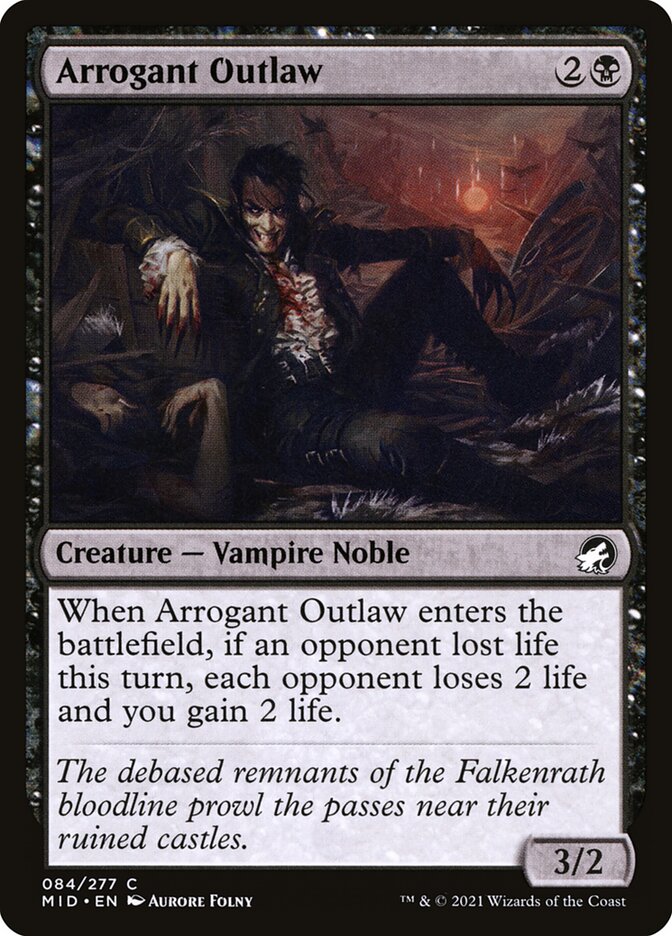 Arrogant Outlaw 2
Creature — Vampire Noble
When Arrogant Outlaw enters the
battlefield, if an opponent lost life
this turn, each opponent loses 2 life
and you gain 2 life.
The debased remnants of the Falkenrath
bloodline prowl the passes near their
ruined castles.
3/2
084/277 C
MID • EN AURORE FOLNY ™ & © 2021 Wizards of the Coast